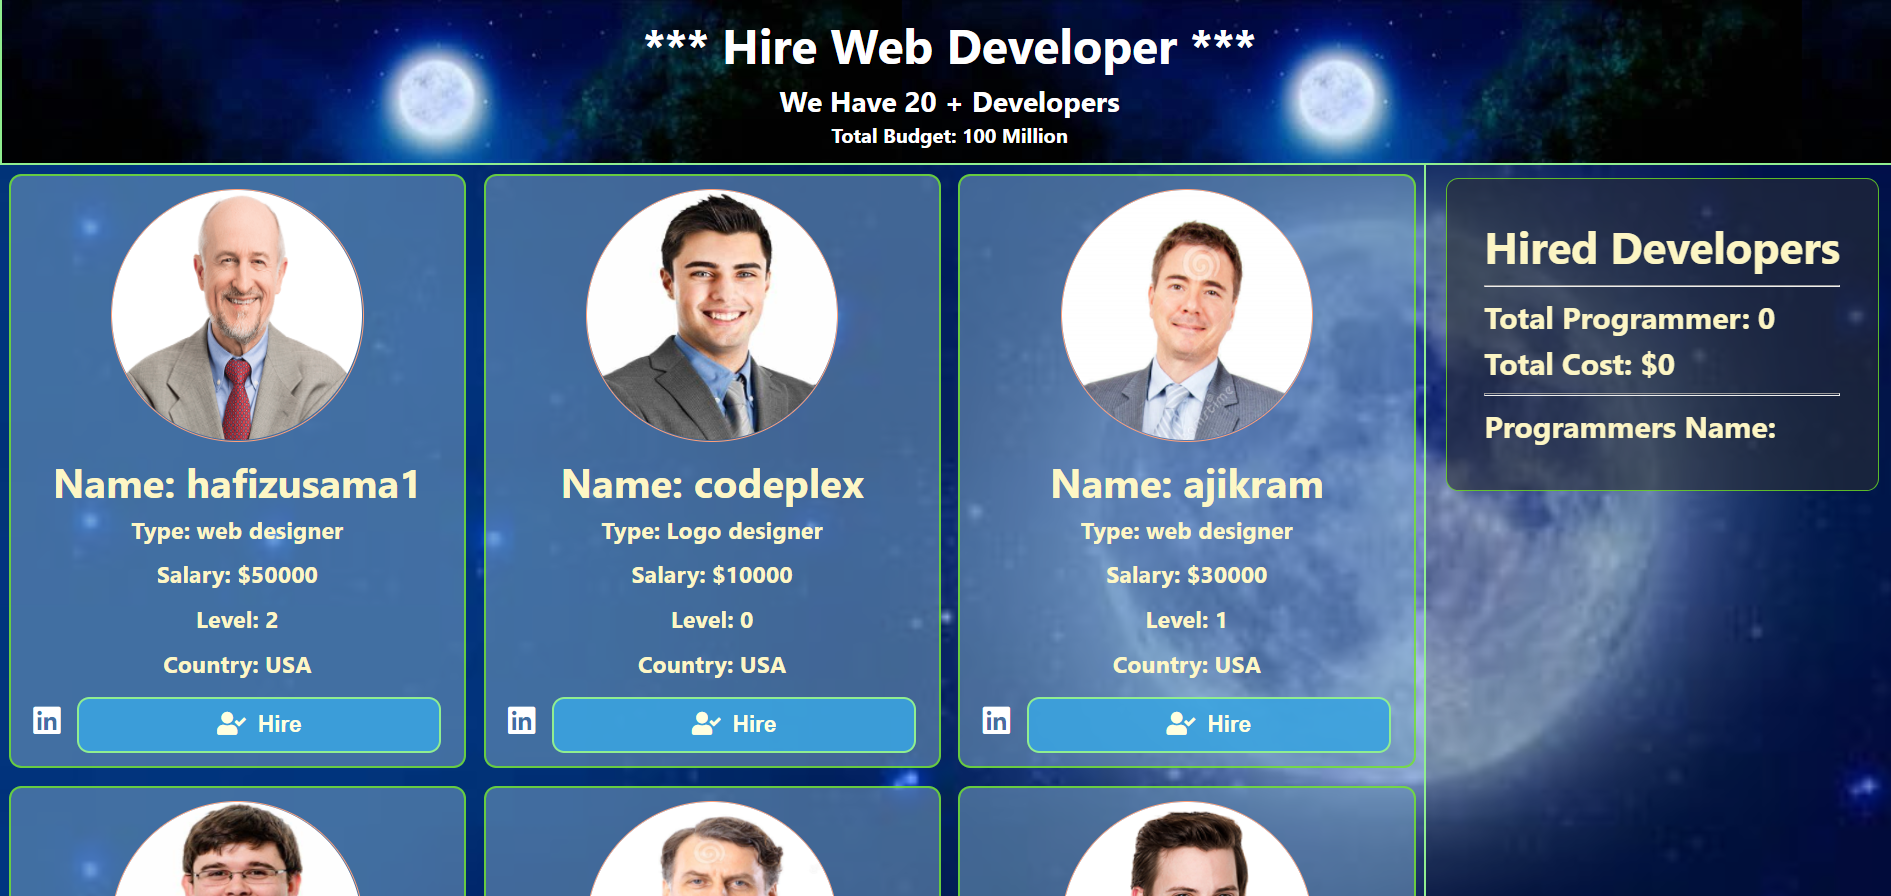 *** Hire Web Developer ***
We Have 20 + Developers
Total Budget: 100 Million
Name: hafizusama1
Type: web designer
Salary: $50000
Level: 2
Country: USA
in
Hire
Name: codeplex
Type: Logo designer
Salary: $10000
Level: 0
Country: USA
in
Hire
Name: ajikram
Type: web designer
Salary: $30000
Level: 1
Country: USA
in
Hire
Hired Developers
Total Programmer: 0
Total Cost: $0
Programmers Name: